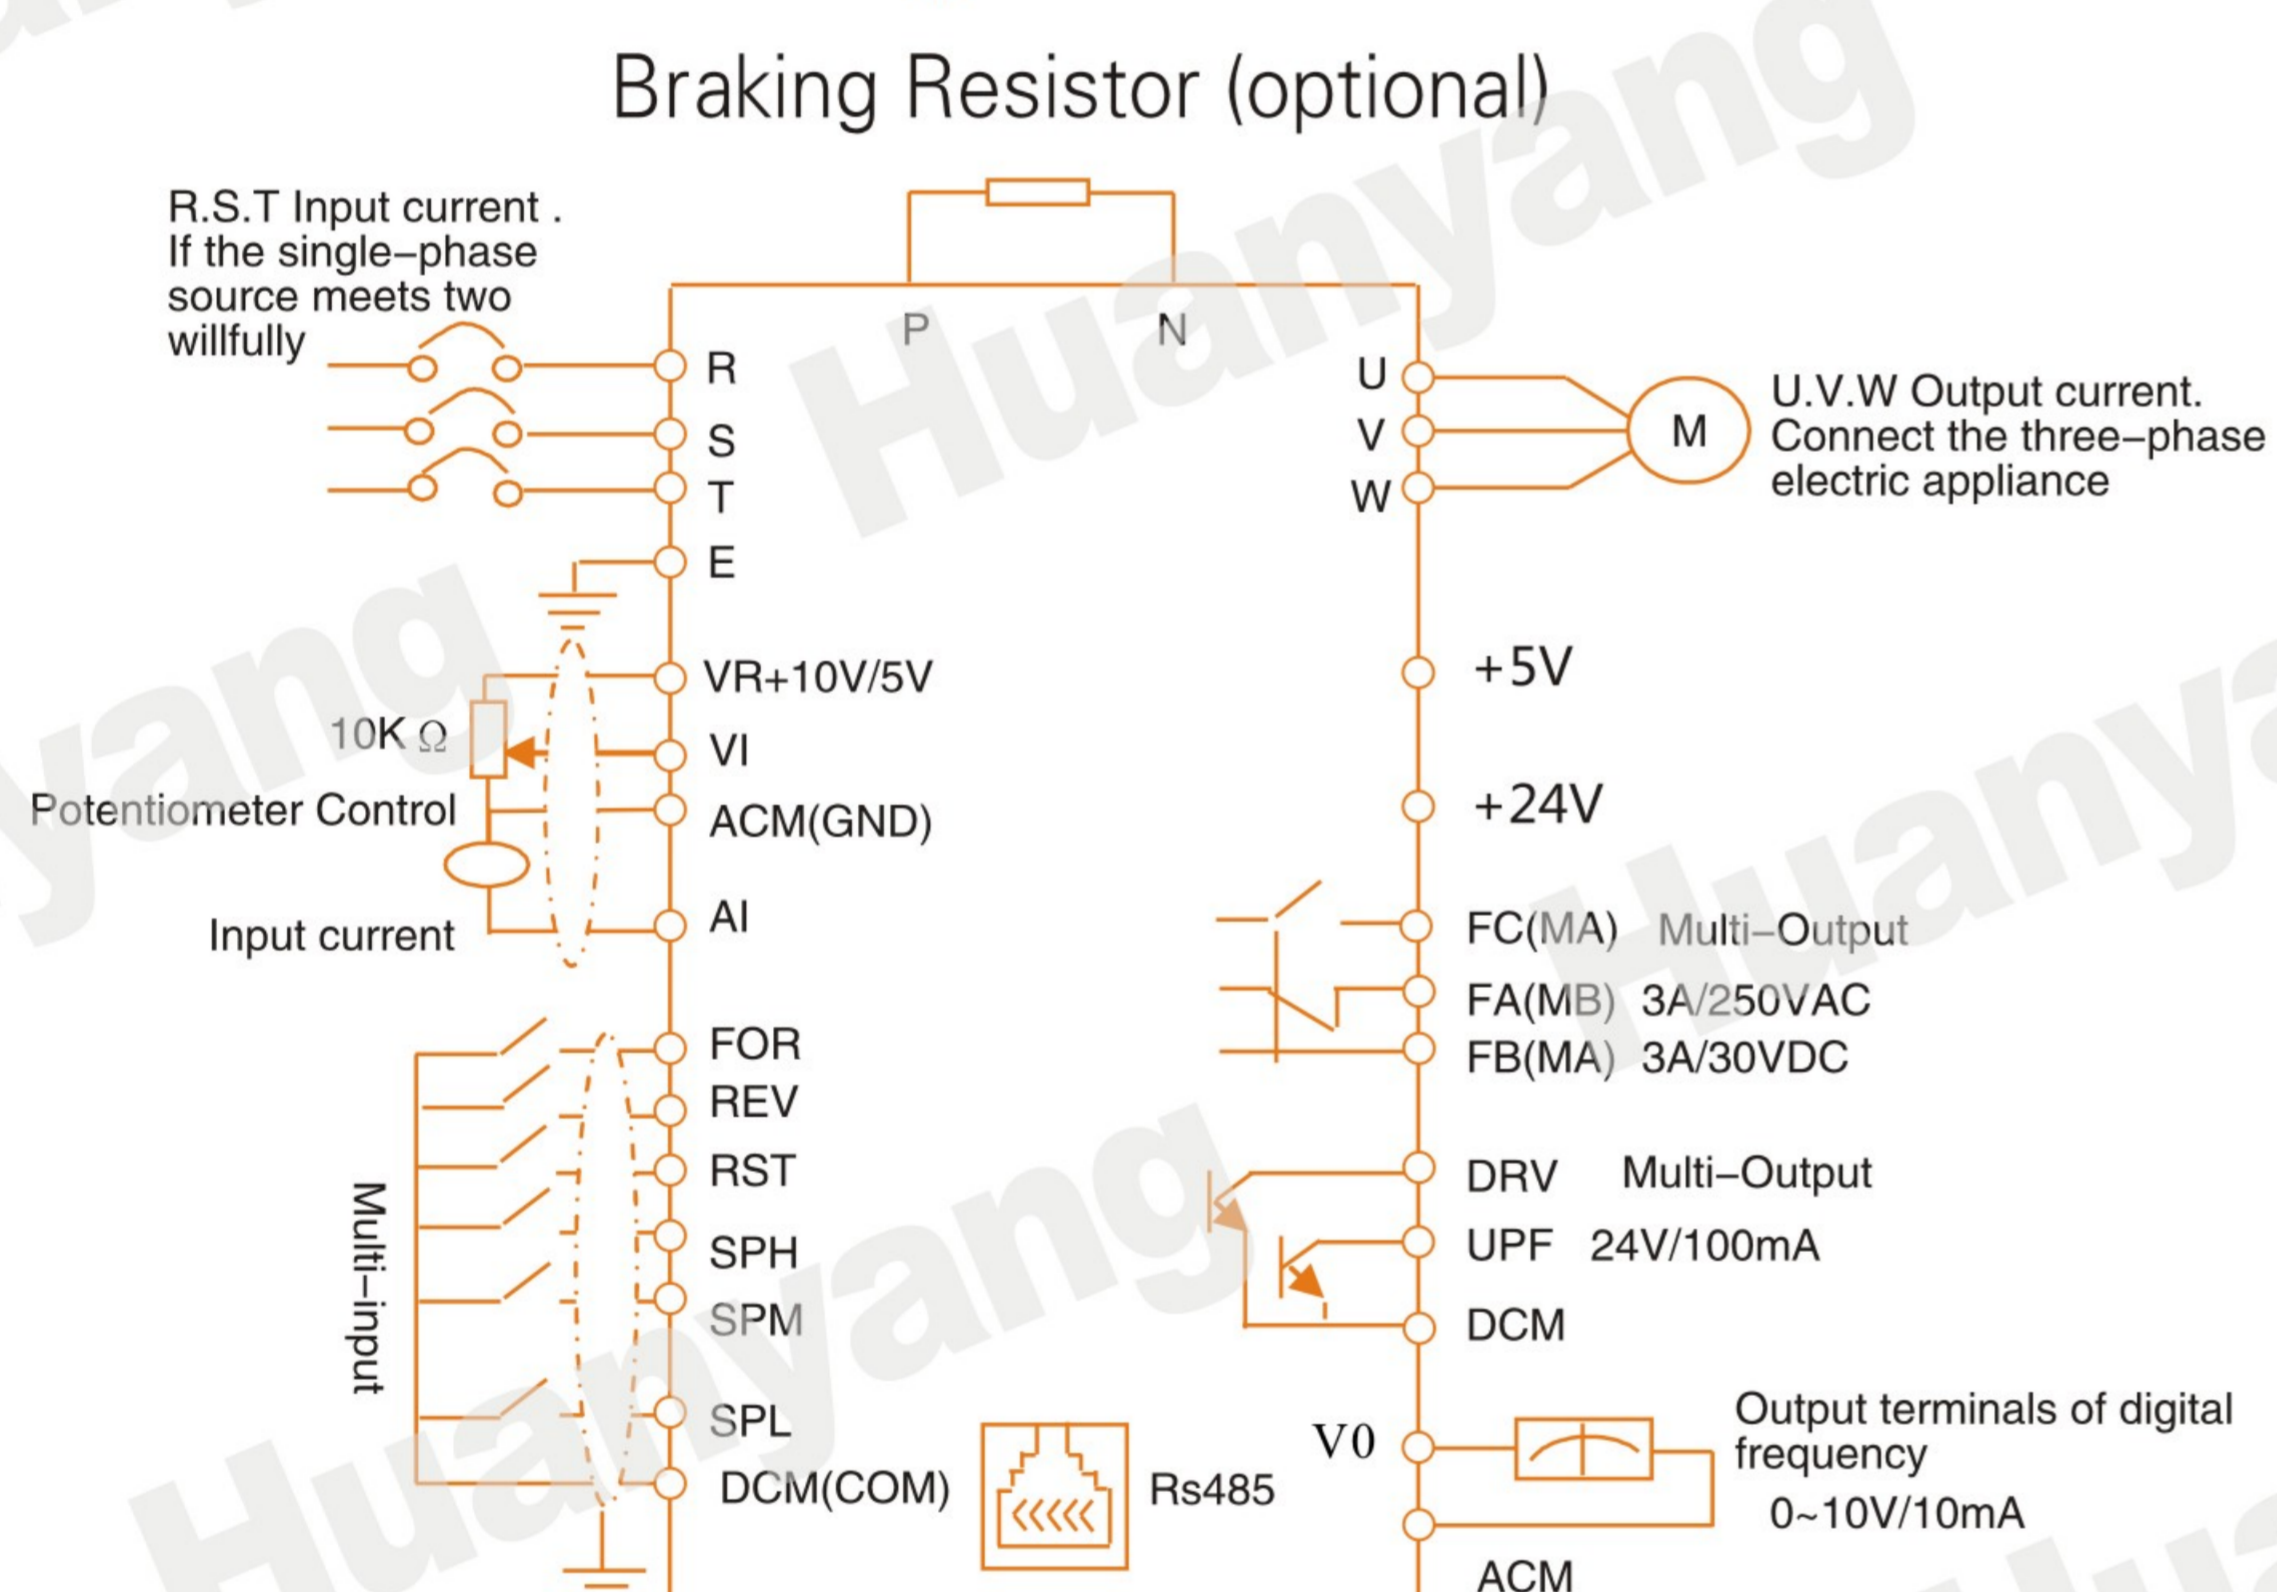 Braking Resistor (optional)
R.S.T Input current .
If the single–phase
source meets two
willfully
P
N
R
S
T
E
U
V
W
M
U.V.W Output current.
Connect the three–phase
electric appliance
VR+10V/5V
10K Ω
VI
Potentiometer Control
ACM(GND)
Input current
AI
+5V
+24V
FC(MA) Multi–Output
FA(MB) 3A/250VAC
FB(MA) 3A/30VDC
Multi–input
FOR
REV
RST
SPH
SPM
SPL
DCM(COM)
Rs485
DRV Multi–Output
UPF 24V/100mA
DCM
V0
Output terminals of digital
frequency
0~10V/10mA
ACM
Huanyang
yang
Huanyang
Huanyang